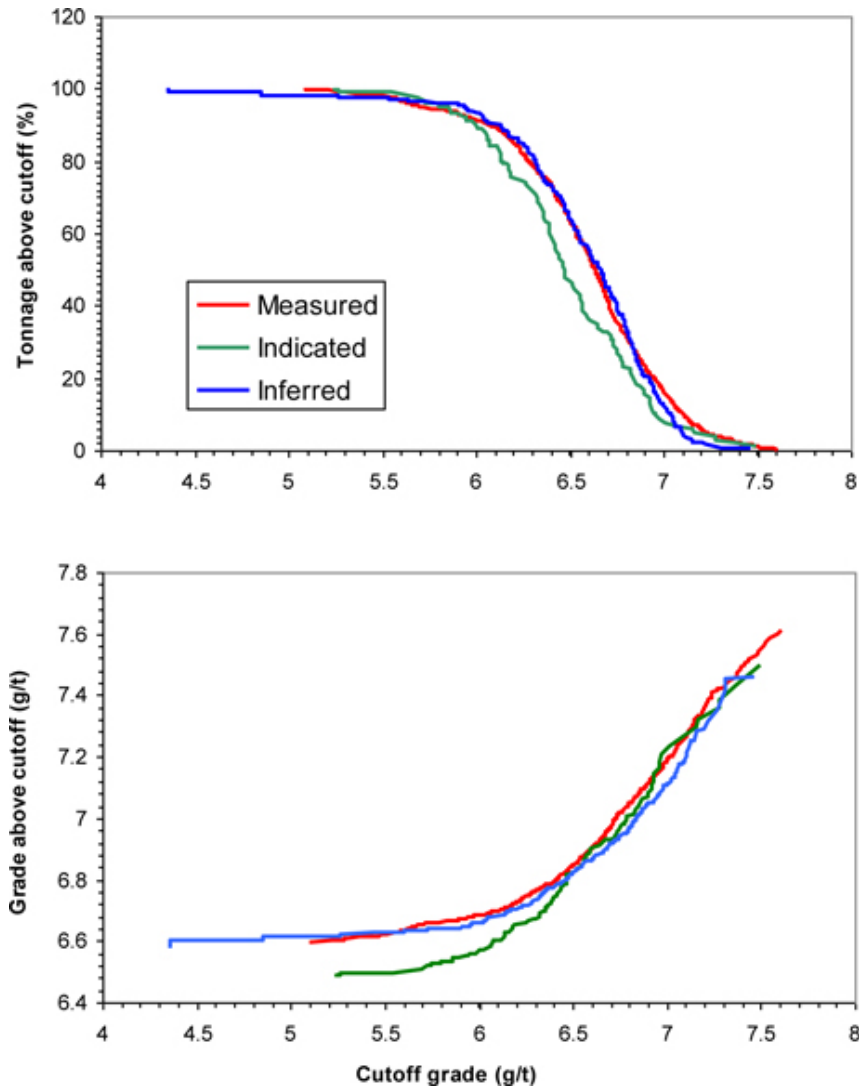 120
100
80
60
40
20
0
Tonnage above cutoff (%)
Measured
Indicated
Inferred
4 4.5 5 5.5 6 6.5 7 7.5 8
7.8
7.6
7.4
7.2
7
6.8
6.6
6.4
Grade above cutoff (g/t)
4 4.5 5 5.5 6 6.5 7 7.5 8
Cutoff grade (g/t)